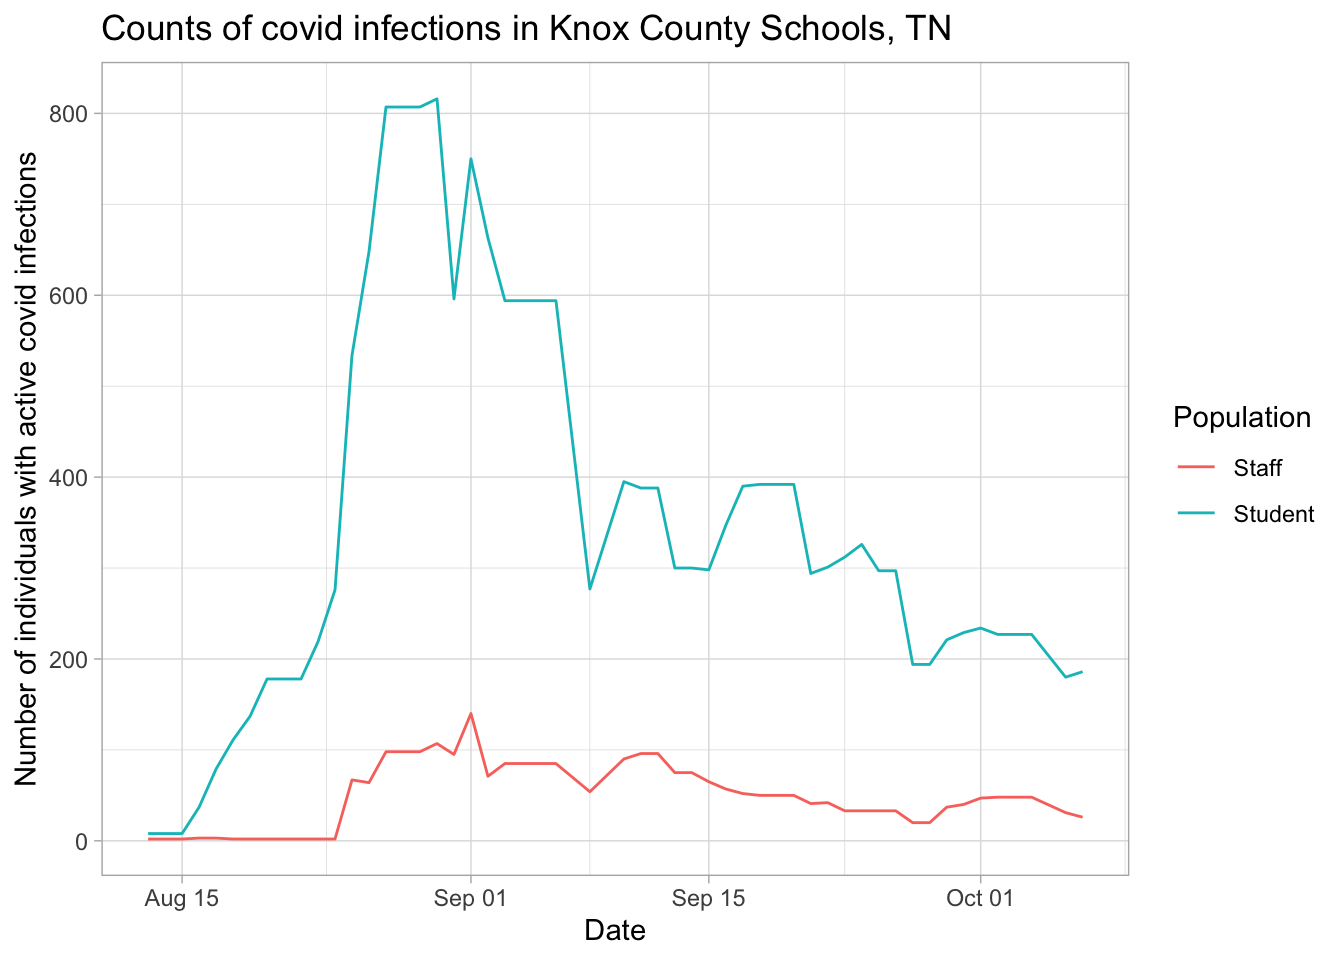 Counts of covid infections in Knox County Schools, TN
Number of individuals with active covid infections
800
600
400
200
0
Aug 15
Sep 01
Sep 15
Oct 01
Date
Population
Staff
Student